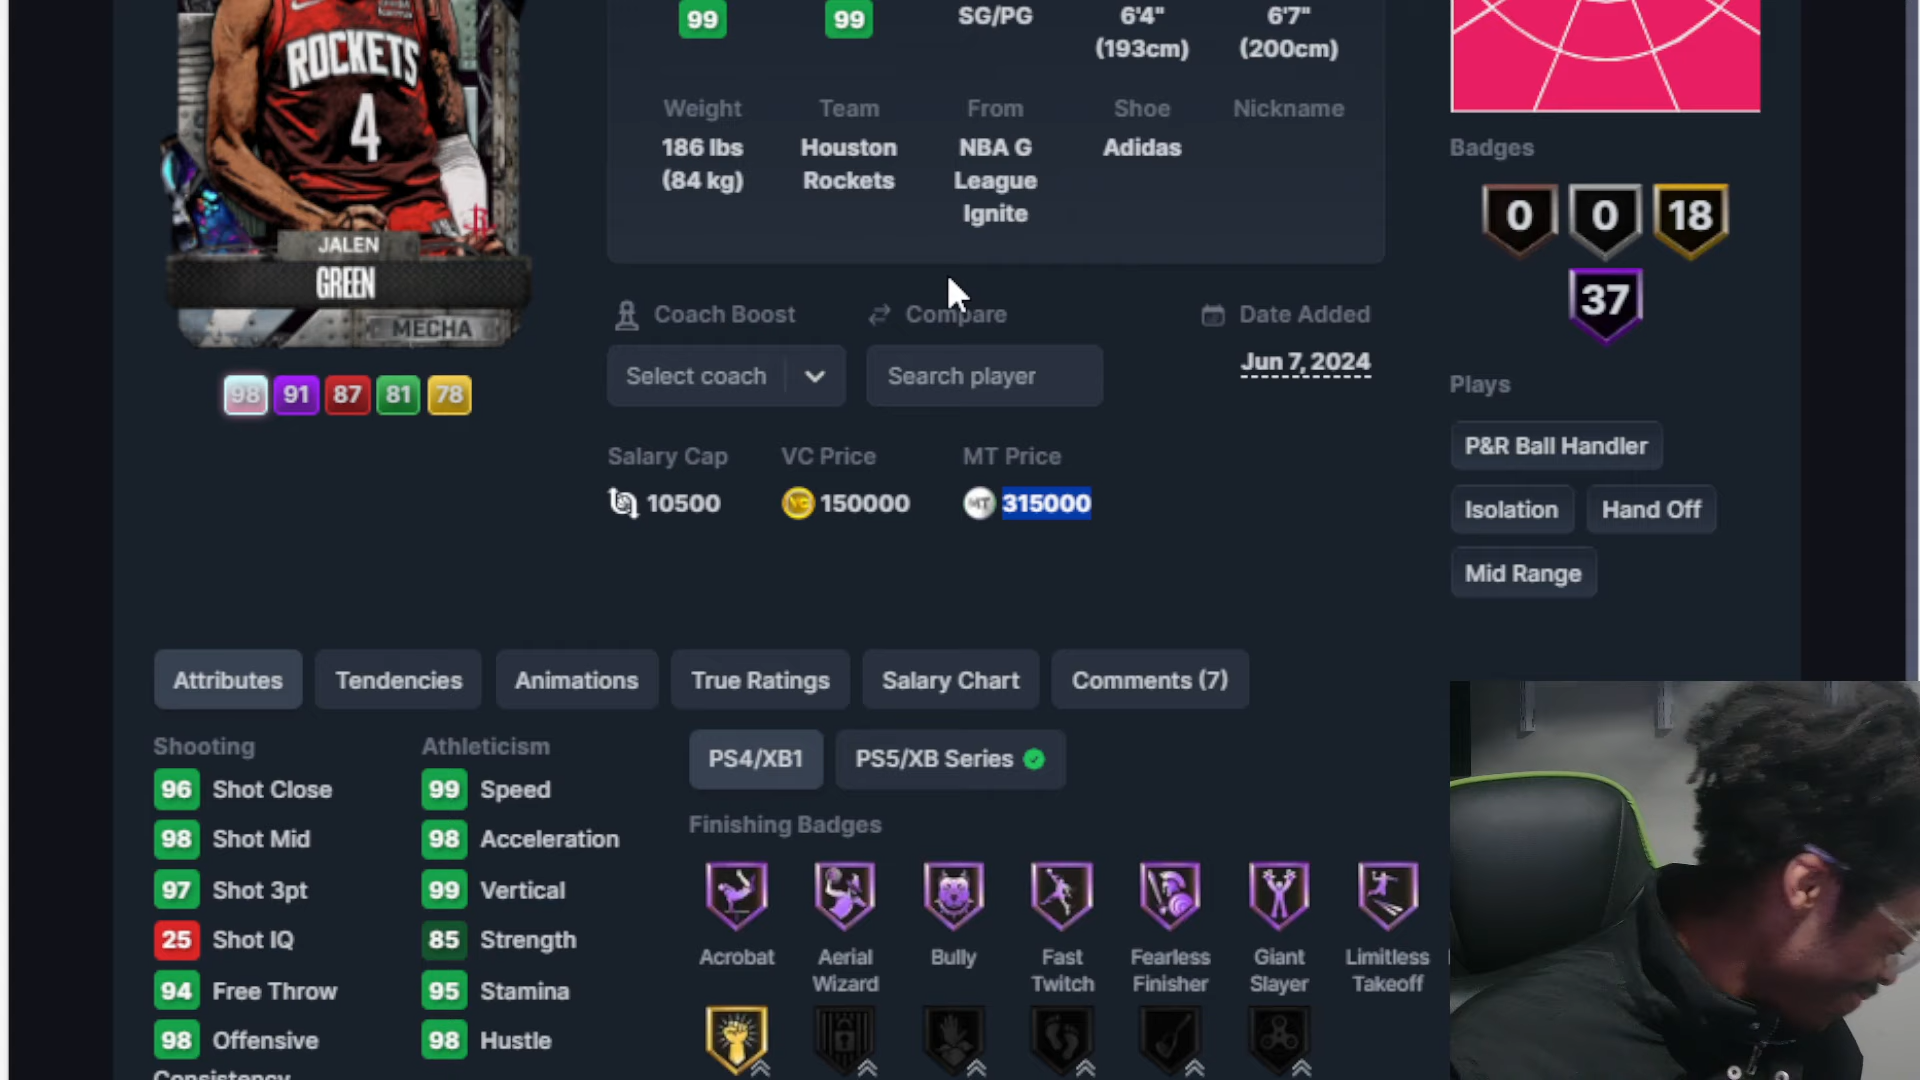 99 99 SG/PG 6'4" 6'7"
(193cm) (200cm)
ROCKETS
4
Weight Team From Shoe Nickname
186 lbs Houston NBA G Adidas
(84 kg) Rockets League
Ignite
Badges
0 0 18
37
JALEN
GREEN
MECHA
98 91 87 81 78
Coach Boost Compare Date Added
Select coach Search player Jun 7, 2024
Salary Cap VC Price MT Price
10500 VC 150000 MT 315000
Plays
P&R Ball Handler
Isolation Hand Off
Mid Range
Attributes Tendencies Animations True Ratings Salary Chart Comments (7)
Shooting Athleticism
96 Shot Close 99 Speed
98 Shot Mid 98 Acceleration
97 Shot 3pt 99 Vertical
25 Shot IQ 85 Strength
94 Free Throw 95 Stamina
98 Offensive 98 Hustle
Consistency
PS4/XB1 PS5/XB Series
Finishing Badges
Acrobat Aerial Bully Fast Fearless Giant Limitless
Wizard Twitch Finisher Slayer Takeoff